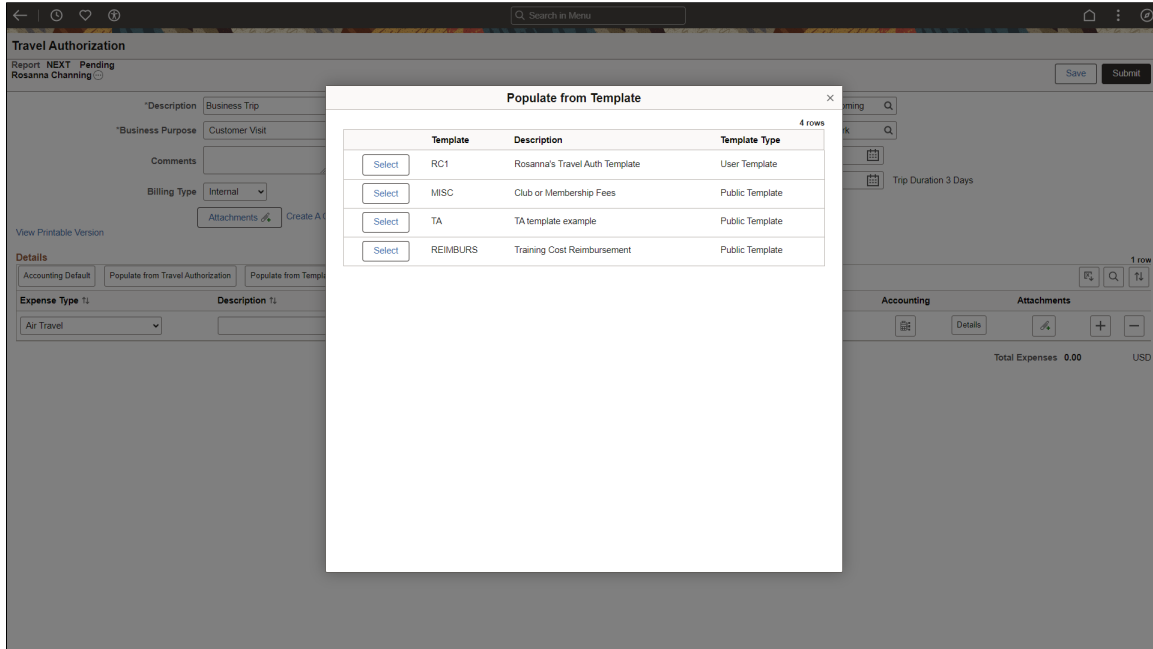 Search in Menu
Travel Authorization
Report NEXT Pending
Rosanna Channing
Save
Submit
*Description Business Trip
*Business Purpose Customer Visit
Comments
Billing Type Internal
Attachments
View Printable Version
Trip Duration 3 Days
Populate from Template
4 rows
Template Description Template Type
Select RC1 Rosanna's Travel Auth Template User Template
Select MISC Club or Membership Fees Public Template
Select TA TA template example Public Template
Select REIMBURS Training Cost Reimbursement Public Template
Details
1 row
Accounting Default Populate from Travel Authorization Populate from Templa
Expense Type Description Accounting Attachments
Air Travel Details
Total Expenses 0.00 USD